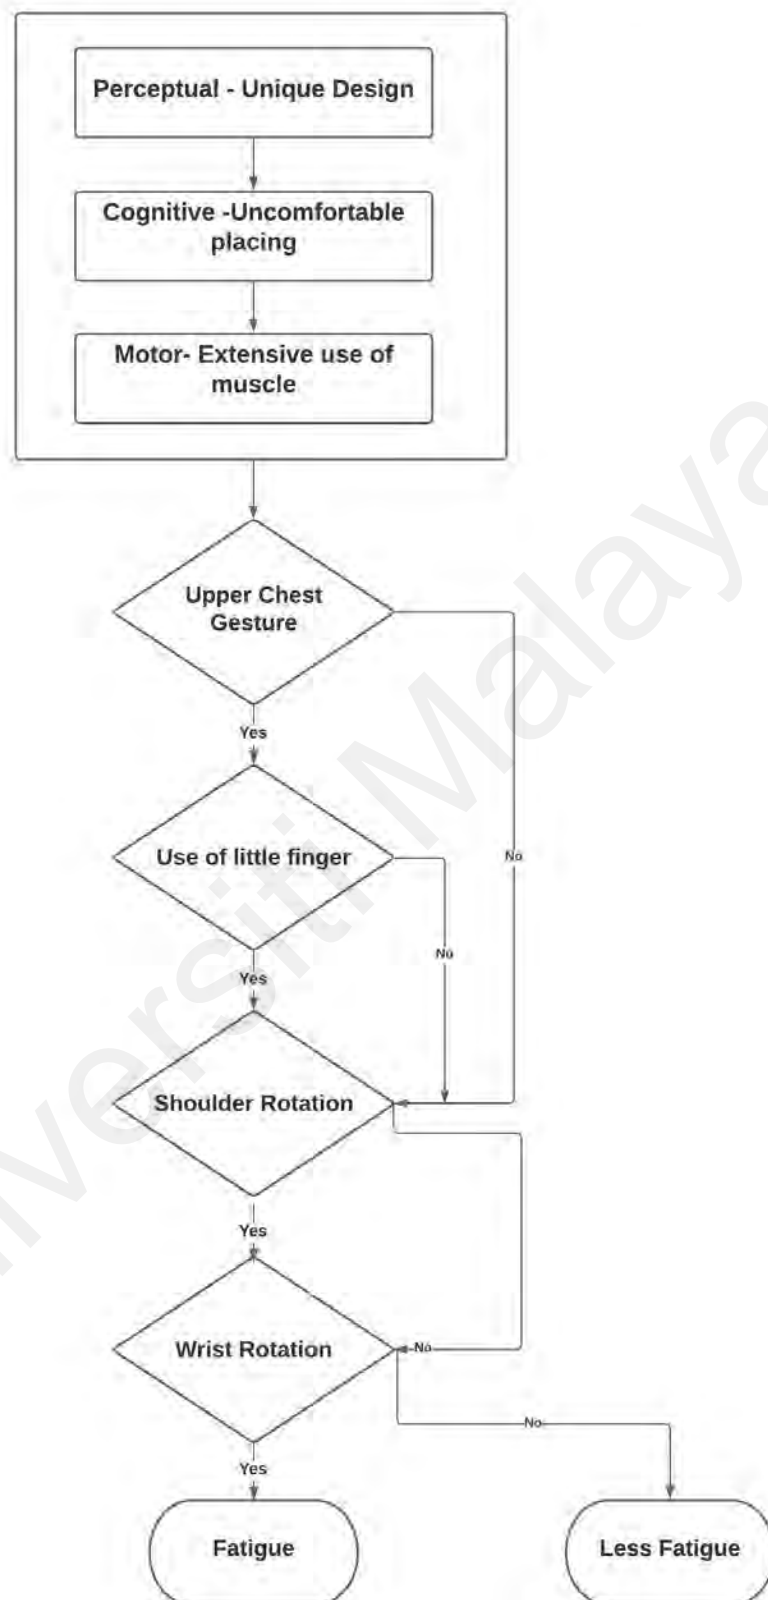 Perceptual - Unique Design
Cognitive -Uncomfortable
placing
Motor- Extensive use of
muscle
Upper Chest
Gesture
Yes
Use of little finger
No
No
Yes
Shoulder Rotation
Yes
Wrist Rotation
No
No
Yes
Fatigue
Less Fatigue
Malaya